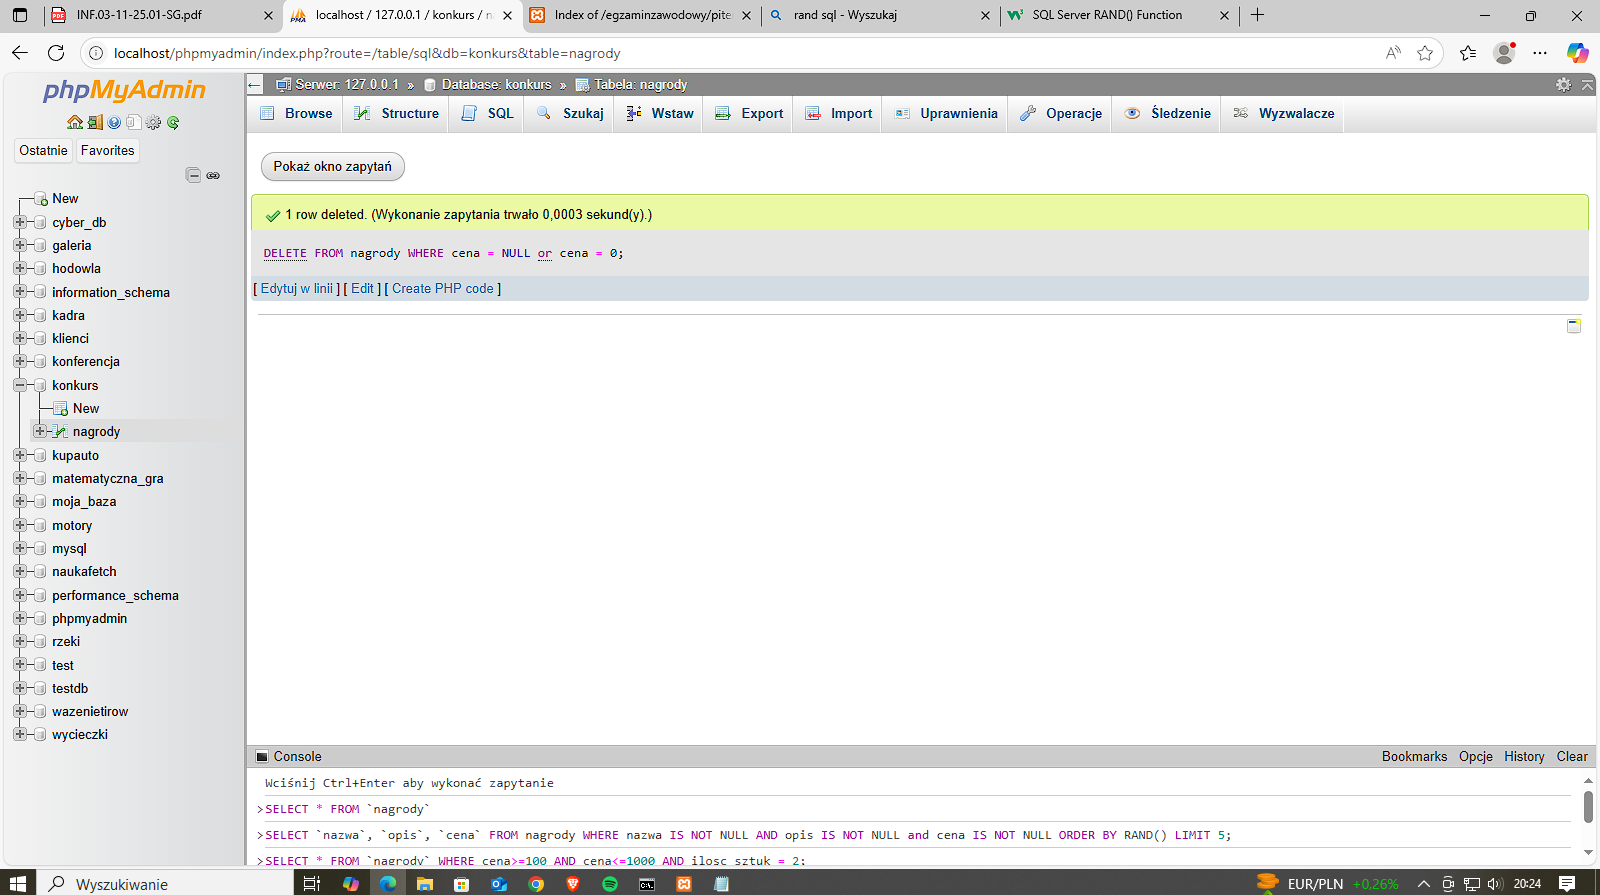 INF.03-11-25.01-SG.pdf
localhost / 127.0.0.1 / konkurs / n
Index of /egzaminzawodowy/pite
rand sql - Wyszukaj
SQL Server RAND() Function
localhost/phpmyadmin/index.php?route=/table/sql&db=konkurs&table=nagrody
phpMyAdmin
Ostatnie
Favorites
New
cyber_db
galeria
hodowla
information_schema
kadra
klienci
konferencja
konkurs
New
nagrody
kupauto
matematyczna_gra
moja_baza
motory
mysql
naukafetch
performance_schema
phpmyadmin
rzeki
test
testdb
wazenietirow
wycieczki
Serwer: 127.0.0.1 » Database: konkurs » Tabela: nagrody
Browse Structure SQL Szukaj Wstaw Export Import Uprawnienia Operacje Śledzenie Wyzwalacze
Pokaż okno zapytań
1 row deleted. (Wykonanie zapytania trwało 0,0003 sekund(y).)
DELETE FROM nagrody WHERE cena = NULL or cena = 0;
[ Edytuj w linii ] [ Edit ] [ Create PHP code ]
Console
Bookmarks Opcje History Clear
Wciśnij Ctrl+Enter aby wykonać zapytanie
>SELECT * FROM `nagrody`
>SELECT `nazwa`, `opis`, `cena` FROM nagrody WHERE nazwa IS NOT NULL AND opis IS NOT NULL and cena IS NOT NULL ORDER BY RAND() LIMIT 5;
>SELECT * FROM `nagrody` WHERE cena>=100 AND cena<=1000 AND ilosc_sztuk = 2;
Wyszukiwanie
EUR/PLN +0,26%
20:24